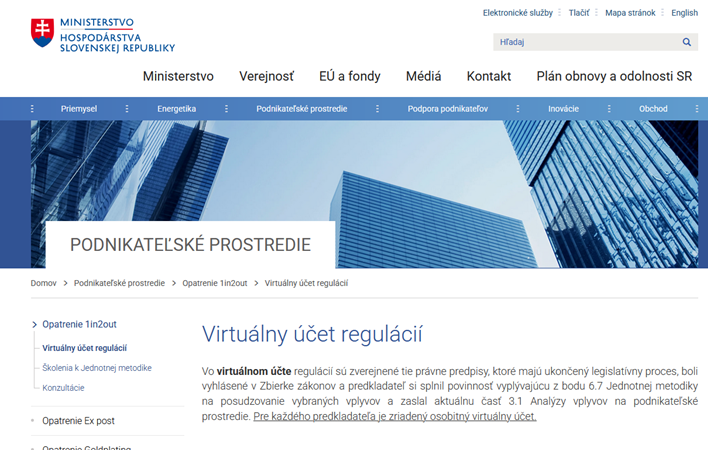 Elektronické služby
Tlačiť
Mapa stránok
English
MINISTERSTVO
HOSPODÁRSTVA
SLOVENSKEJ REPUBLIKY
Hľadaj
Ministerstvo
Verejnosť
EÚ a fondy
Médiá
Kontakt
Plán obnovy a odolnosti SR
Priemysel
Energetika
Podnikateľské prostredie
Podpora podnikateľov
Inovácie
Obchod
PODNIKATEĽSKÉ PROSTREDIE
Domov > Podnikateľské prostredie > Opatrenie 1in2out > Virtuálny účet regulácií
Opatrenie 1in2out
Virtuálny účet regulácií
Školenia k Jednotnej metodike
Konzultácie
Opatrenie Ex post
Opatrenie Goldplating
Virtuálny účet regulácií
Vo virtuálnom účte regulácií sú zverejnené tie právne predpisy, ktoré majú ukončený legislatívny proces, boli
vyhlásené v Zbierke zákonov a predkladateľ si splnil povinnosť vyplývajúcu z bodu 6.7 Jednotnej metodiky
na posudzovanie vybraných vplyvov a zaslal aktuálnu časť 3.1 Analýzy vplyvov na podnikateľské
prostredie. Pre každého predkladateľa je zriadený osobitný virtuálny účet.